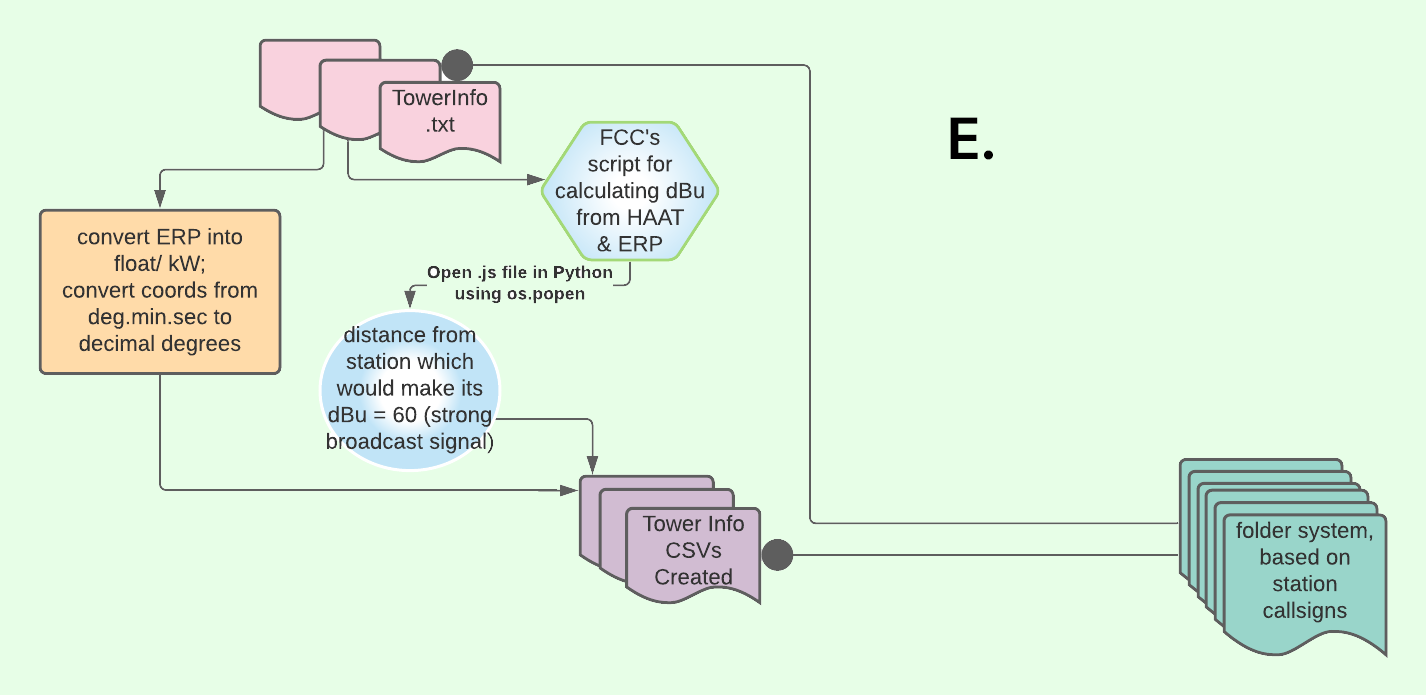 TowerInfo
.txt
E.
FCC's
script for
calculating dBu
from HAAT
& ERP
convert ERP into
float/ kW;
convert coords from
deg.min.sec to
decimal degrees
Open .js file in Python
using os.popen
distance from
station which
would make its
dBu = 60 (strong
broadcast signal)
Tower Info
CSVs
Created
folder system,
based on
station
callsigns